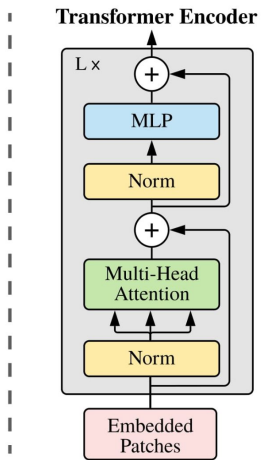 Transformer Encoder
L ×
+
MLP
Norm
+
Multi-Head
Attention
Norm
Embedded
Patches